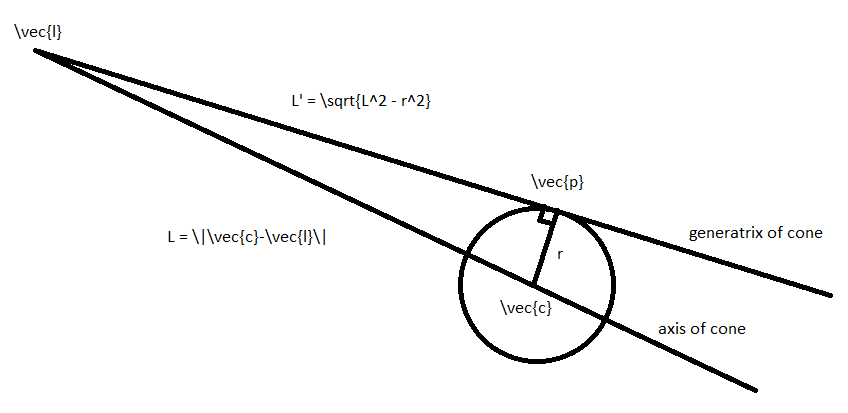 \vec{l}
L' = \sqrt{L^2 - r^2}
\vec{p}
L = \|\vec{c}-\vec{l}\|
generatrix of cone
r
\vec{c}
axis of cone